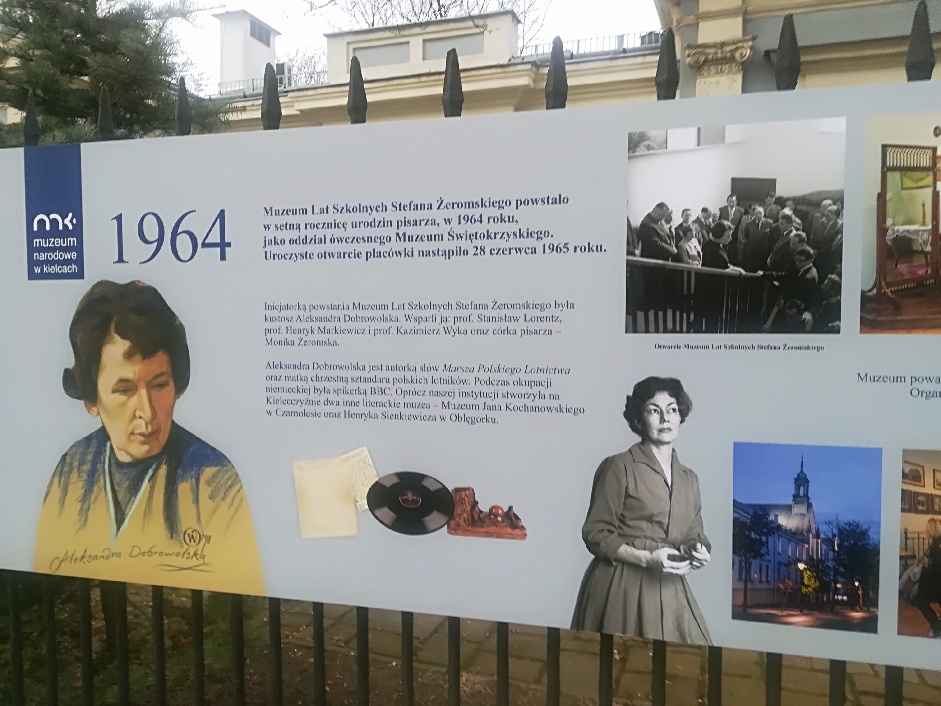 muzeum
narodowe
w kielcach
1964
Muzeum Lat Szkolnych Stefana Żeromskiego powstało
w setną rocznicę urodzin pisarza, w 1964 roku,
jako oddział ówczesnego Muzeum Świętokrzyskiego.
Uroczyste otwarcie placówki nastąpiło 28 czerwca 1965 roku.
Inicjatorką powstania Muzeum Lat Szkolnych Stefana Żeromskiego była
kustosz Aleksandra Dobrowolska. Wsparli ją: prof. Stanisław Lorentz,
prof. Henryk Markiewicz i prof. Kazimierz Wyka oraz córka pisarza –
Monika Żeromska.
Aleksandra Dobrowolska jest autorką słów Marsza Polskiego Lotnictwa
oraz matką chrzestną sztandaru polskich lotników. Podczas okupacji
niemieckiej była spikerką BBC. Oprócz naszej instytucji stworzyła na
Kielecczyźnie dwa inne literackie muzea – Muzeum Jana Kochanowskiego
w Czarnolesie oraz Henryka Sienkiewicza w Oblęgorku.
Aleksandra Dobrowolska
Otwarcie Muzeum Lat Szkolnych Stefana Żeromskiego
Muzeum powa
Organ